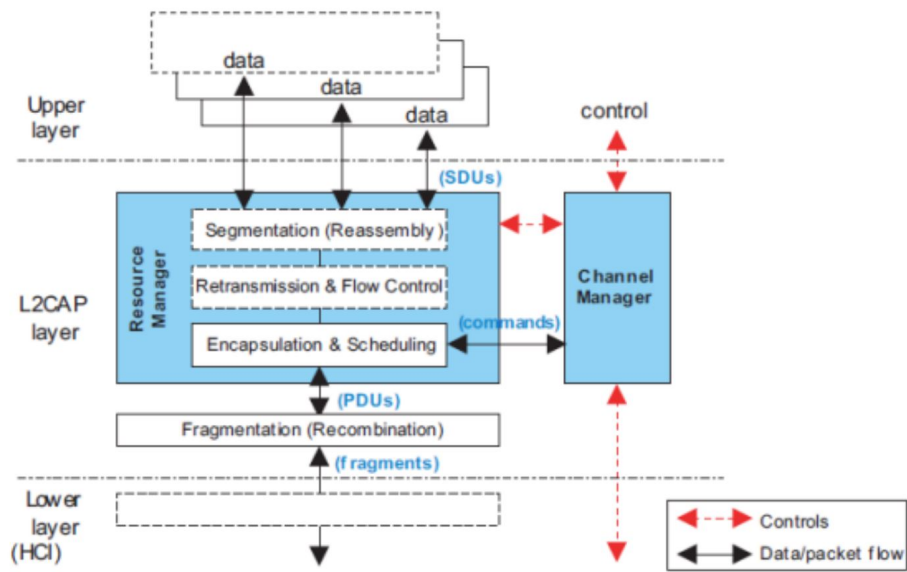 data
data
data
Upper
layer
control
(SDUs)
Resource
Manager
Segmentation (Reassembly)
Retransmission & Flow Control
Encapsulation & Scheduling
Channel
Manager
L2CAP
layer
(commands)
(PDUs)
Fragmentation (Recombination)
(fragments)
Lower
layer
(HCI)
Controls
Data/packet flow